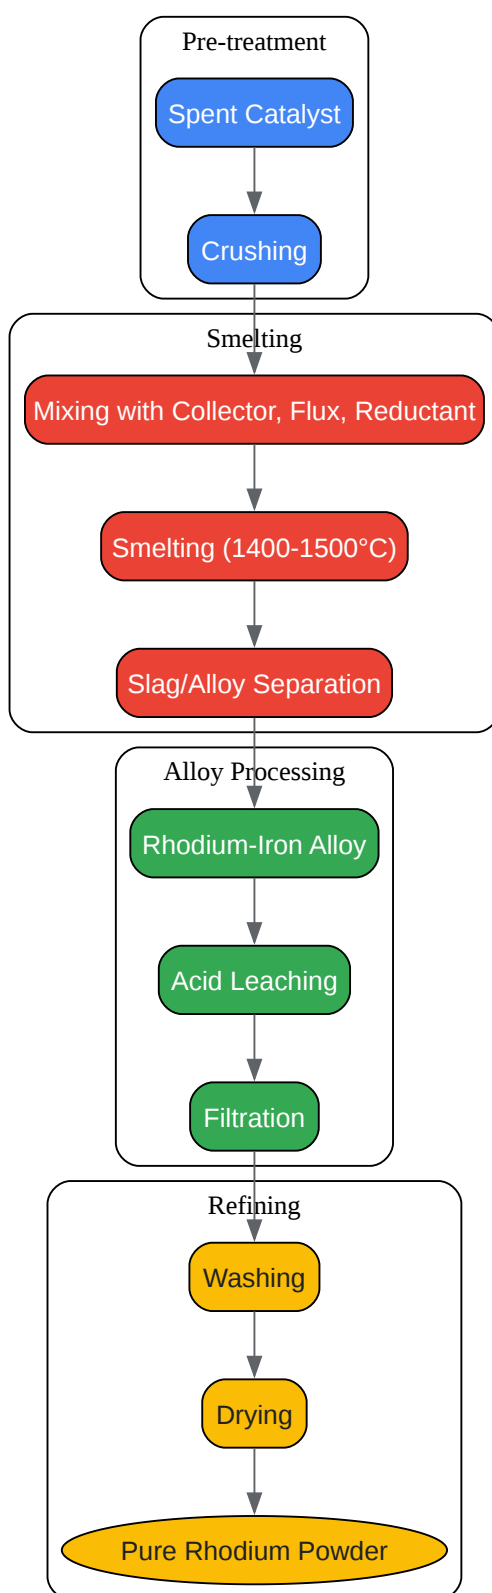 Pre-treatment
Spent Catalyst
Crushing
Smelting
Mixing with Collector, Flux, Reductant
Smelting (1400-1500°C)
Slag/Alloy Separation
Alloy Processing
Rhodium-Iron Alloy
Acid Leaching
Filtration
Refining
Washing
Drying
Pure Rhodium Powder